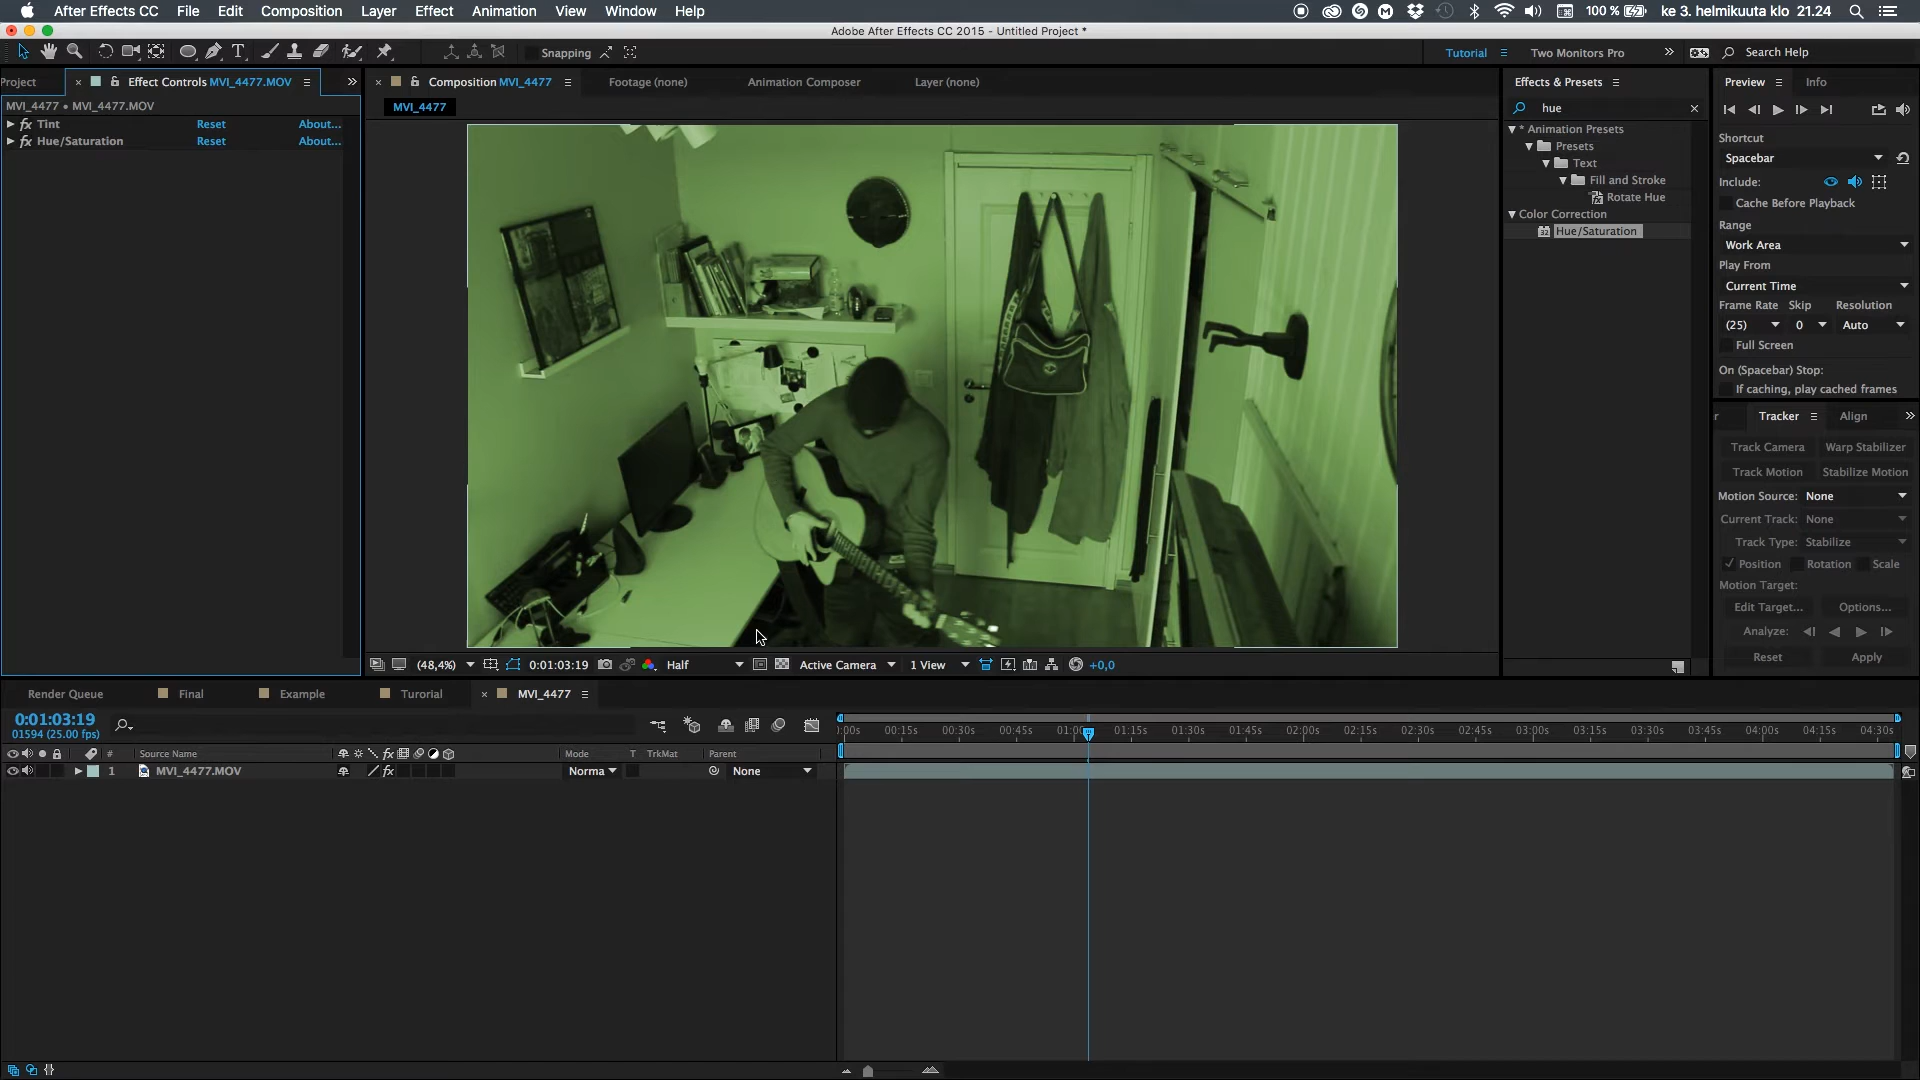 After Effects CC File Edit Composition Layer Effect Animation View Window Help 100 % ke 3. helmikuuta klo 21.24
Adobe After Effects CC 2015 - Untitled Project *
Snapping Tutorial Two Monitors Pro Search Help
Project Effect Controls MVI_4477.MOV
Composition MVI_4477 Footage (none) Animation Composer Layer (none)
Effects & Presets
Preview Info
MVI_4477 • MVI_4477.MOV
MVI_4477
hue
fx Tint Reset About...
fx Hue/Saturation Reset About...
* Animation Presets
Presets
Text
Fill and Stroke
Rotate Hue
Color Correction
32 Hue/Saturation
Shortcut
Spacebar
Include:
Cache Before Playback
Range
Work Area
Play From
Current Time
Frame Rate Skip Resolution
(25) 0 Auto
Full Screen
On (Spacebar) Stop:
If caching, play cached frames
r Tracker Align
Track Camera Warp Stabilizer
Track Motion Stabilize Motion
Motion Source: None
Current Track: None
Track Type: Stabilize
Position Rotation Scale
Motion Target:
Edit Target... Options...
Analyze:
Reset Apply
(48,4%) 0:01:03:19 Half Active Camera 1 View +0,0
Render Queue Final Example Turorial MVI_4477
0:01:03:19
01594 (25.00 fps)
:00s 00:15s 00:30s 00:45s 01:00 01:15s 01:30s 01:45s 02:00s 02:15s 02:30s 02:45s 03:00s 03:15s 03:30s 03:45s 04:00s 04:15s 04:30s
# Source Name fx Mode T TrkMat Parent
1 MVI_4477.MOV fx Norma None